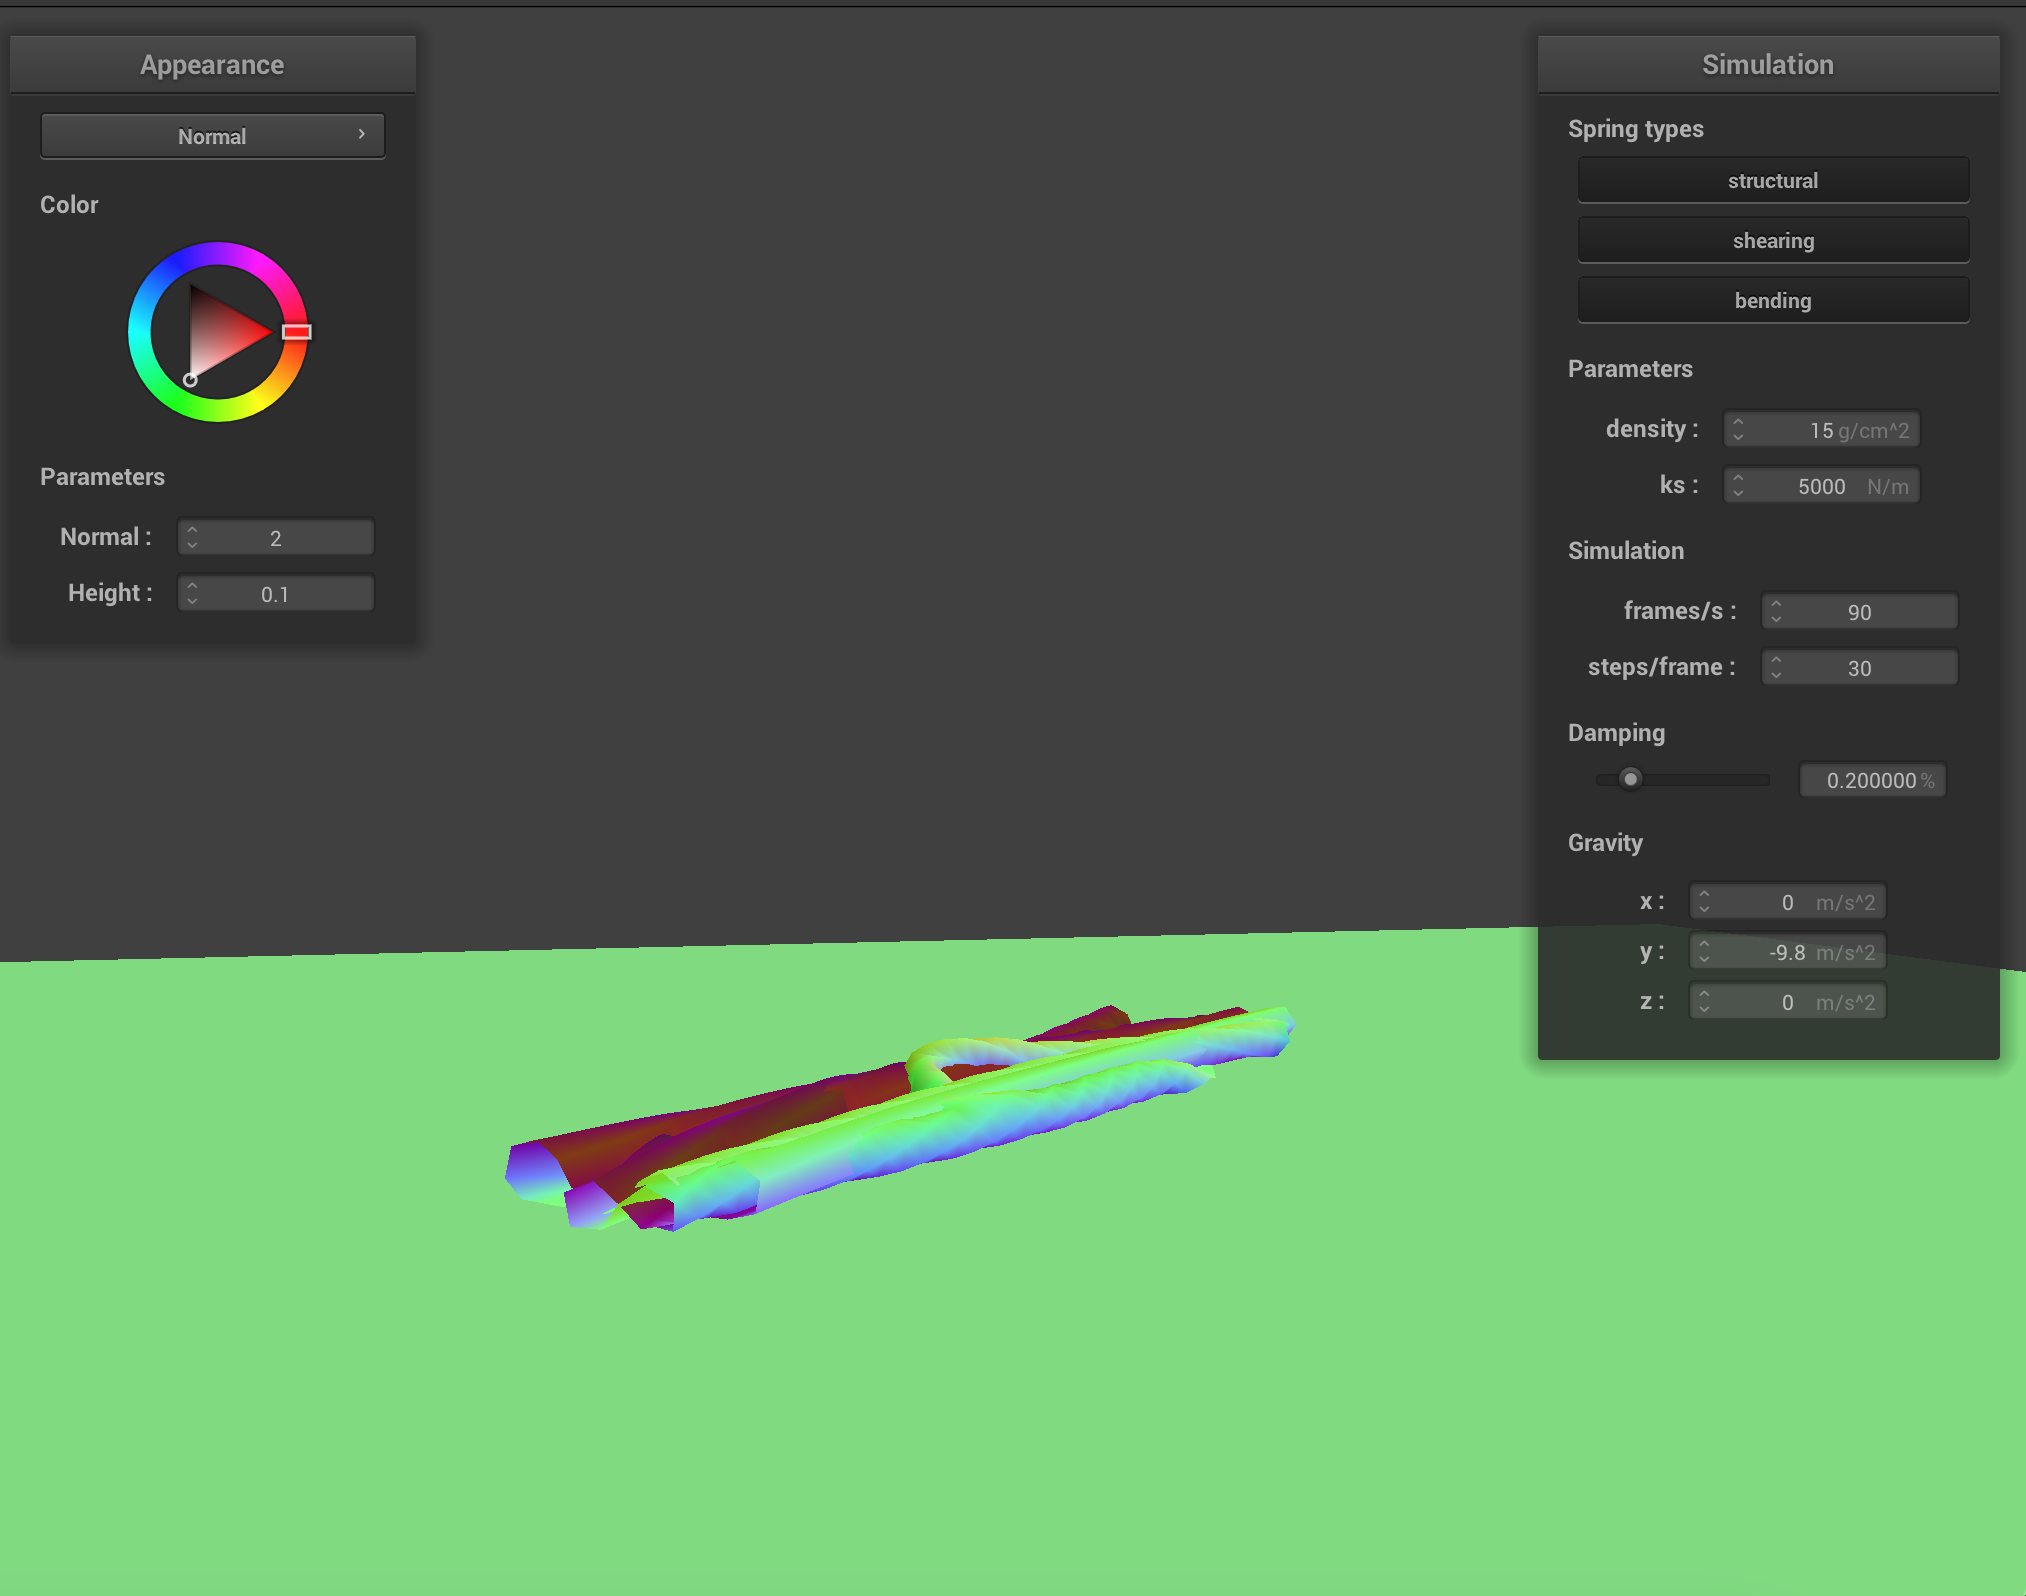 Appearance
Normal
Color
Parameters
Normal : 2
Height : 0.1
Simulation
Spring types
structural
shearing
bending
Parameters
density : 15 g/cm^2
ks : 5000 N/m
Simulation
frames/s : 90
steps/frame : 30
Damping
0.200000 %
Gravity
x : 0 m/s^2
y : -9.8 m/s^2
z : 0 m/s^2